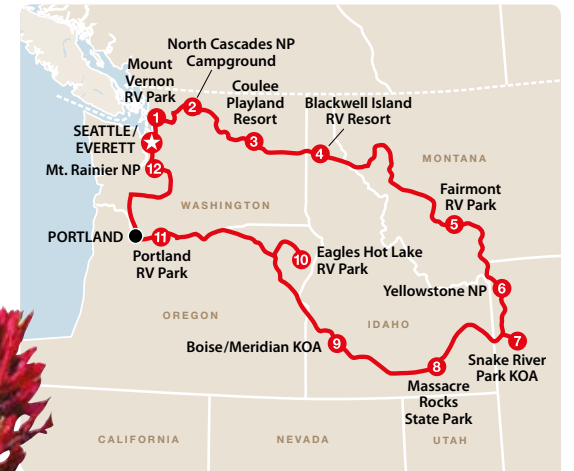 North Cascades NP
Campground
Mount
Vernon
RV Park
Coulee
Playland
Resort
Blackwell Island
RV Resort
1
2
3
4
SEATTLE/
EVERETT
Mt. Rainier NP
12
MONTANA
Fairmont
RV Park
5
WASHINGTON
PORTLAND
11
Portland
RV Park
10
Eagles Hot Lake
RV Park
Yellowstone NP
6
OREGON
IDAHO
Boise/Meridian KOA
9
8
7
Snake River
Park KOA
Massacre
Rocks
State Park
CALIFORNIA
NEVADA
UTAH